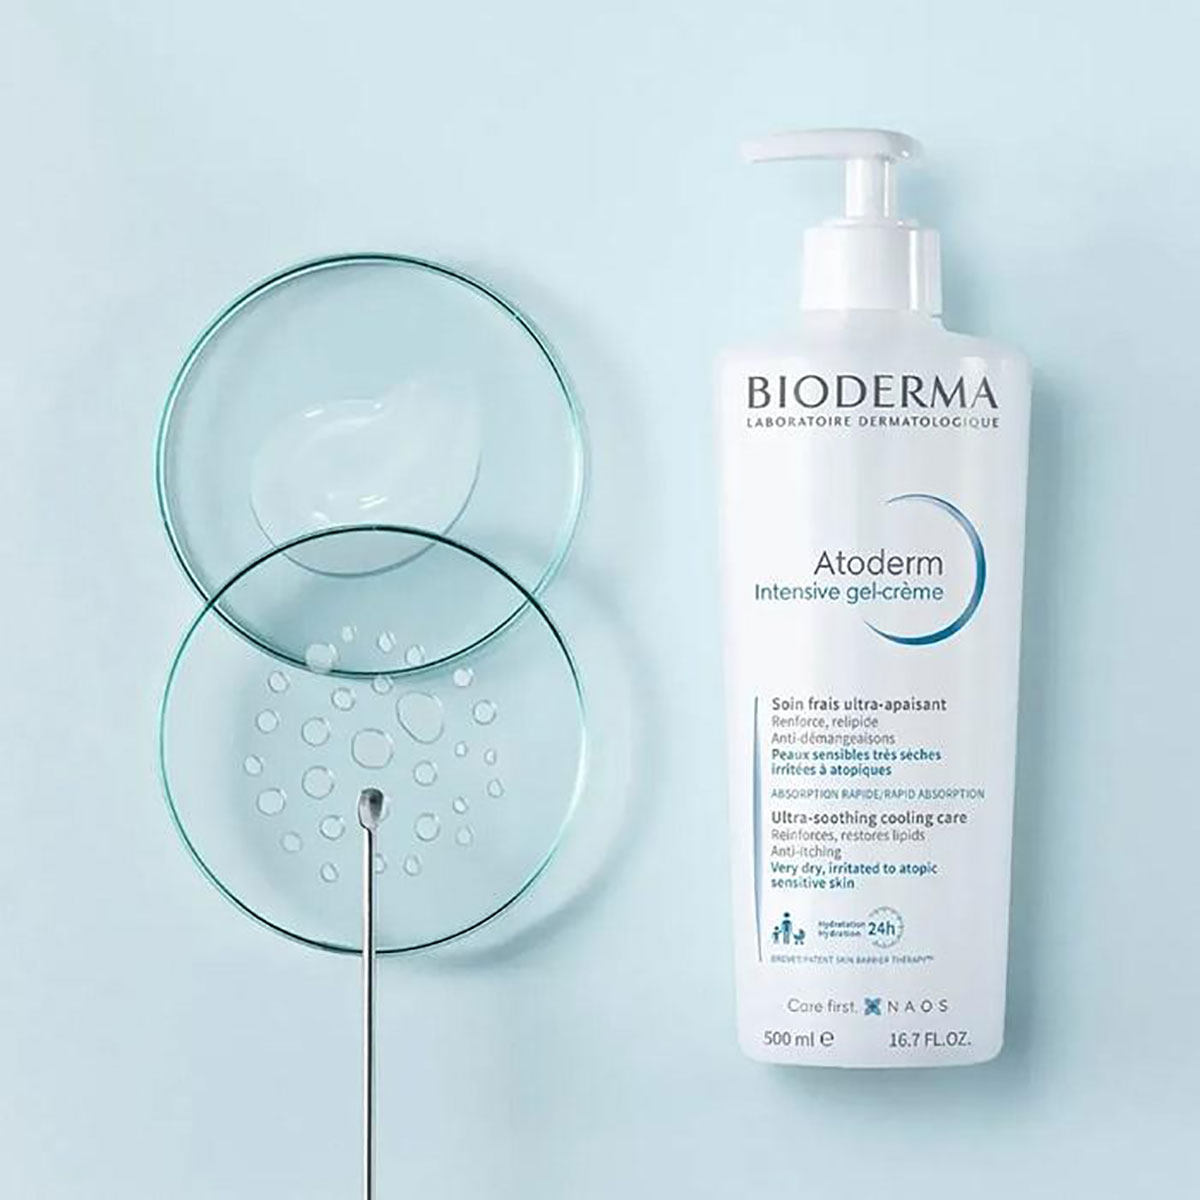 BIODERMA
LABORATOIRE DERMATOLOGIQUE
Atoderm
Intensive gel-crème
Soin frais ultra-apaisant
Renforce, relipide
Anti-démangeaisons
Peaux sensibles très sèches
irritées à atopiques
ABSORPTION RAPIDE/RAPID ABSORPTION
Ultra-soothing cooling care
Reinforces, restores lipids
Anti-itching
Very dry, irritated to atopic
sensitive skin
Hydratation
Hydration 24h
BREVET/PATENT SKIN BARRIER THERAPY™
Care first. NAOS
500 ml e 16.7 FL.OZ.